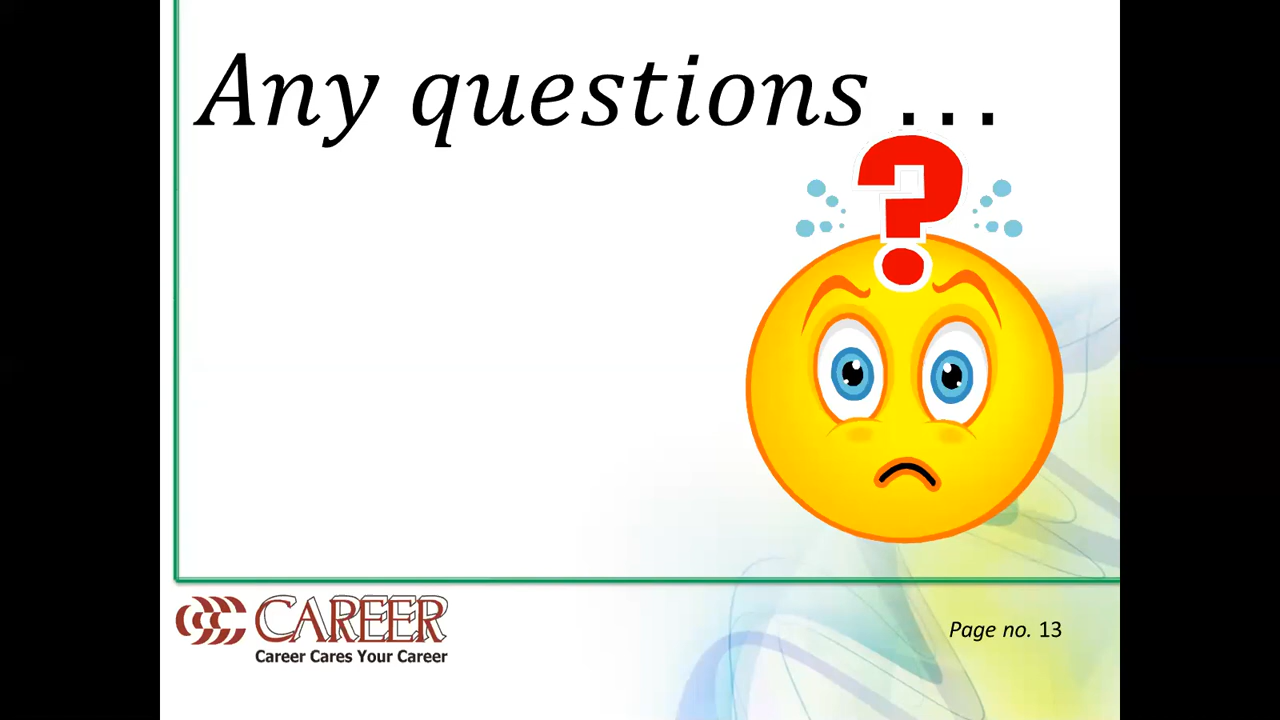 Any questions ...
?
CAREER
Career Cares Your Career
Page no. 13